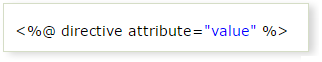 <%@ directive attribute="value" %>